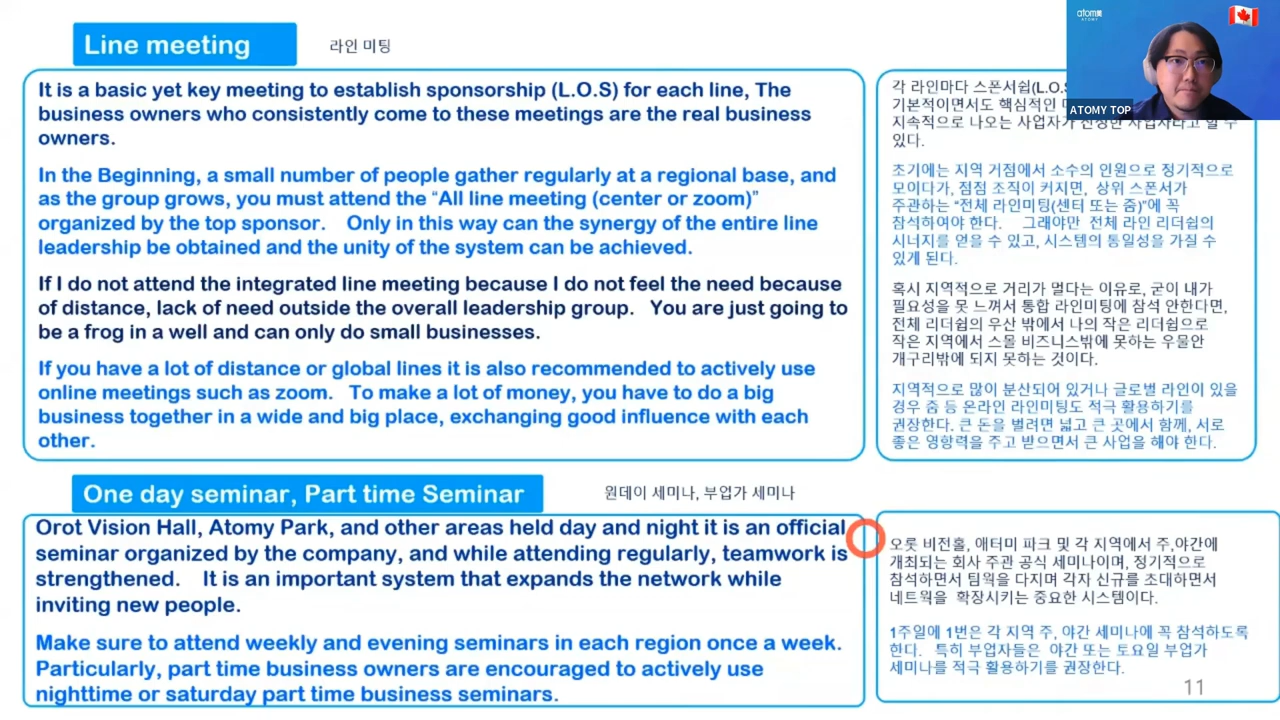 Line meeting
라인 미팅
It is a basic yet key meeting to establish sponsorship (L.O.S) for each line, The
business owners who consistently come to these meetings are the real business
owners.
In the Beginning, a small number of people gather regularly at a regional base, and
as the group grows, you must attend the “All line meeting (center or zoom)”
organized by the top sponsor. Only in this way can the synergy of the entire line
leadership be obtained and the unity of the system can be achieved.
If I do not attend the integrated line meeting because I do not feel the need because
of distance, lack of need outside the overall leadership group. You are just going to
be a frog in a well and can only do small businesses.
If you have a lot of distance or global lines it is also recommended to actively use
online meetings such as zoom. To make a lot of money, you have to do a big
business together in a wide and big place, exchanging good influence with each
other.
각 라인마다 스폰서쉽(L.O.S
기본적이면서도 핵심적인
지속적으로 나오는 사업자가 진정한 사업자라고 할 수
있다.
초기에는 지역 거점에서 소수의 인원으로 정기적으로
모이다가, 점점 조직이 커지면, 상위 스폰서가
주관하는 “전체 라인미팅(센터 또는 줌)”에 꼭
참석하여야 한다. 그래야만 전체 라인 리더쉽의
시너지를 얻을 수 있고, 시스템의 통일성을 가질 수
있게 된다.
혹시 지역적으로 거리가 멀다는 이유로, 굳이 내가
필요성을 못 느껴서 통합 라인미팅에 참석 안한다면,
전체 리더쉽의 우산 밖에서 나의 작은 리더쉽으로
작은 지역에서 스몰 비즈니스밖에 못하는 우물안
개구리밖에 되지 못하는 것이다.
지역적으로 많이 분산되어 있거나 글로벌 라인이 있을
경우 줌 등 온라인 라인미팅도 적극 활용하기를
권장한다. 큰 돈을 벌려면 넓고 큰 곳에서 함께, 서로
좋은 영향력을 주고 받으면서 큰 사업을 해야 한다.
atom美
ATOMY
ATOMY TOP
One day seminar, Part time Seminar
원데이 세미나, 부업가 세미나
Orot Vision Hall, Atomy Park, and other areas held day and night it is an official
seminar organized by the company, and while attending regularly, teamwork is
strengthened. It is an important system that expands the network while
inviting new people.
Make sure to attend weekly and evening seminars in each region once a week.
Particularly, part time business owners are encouraged to actively use
nighttime or saturday part time business seminars.
오롯 비전홀, 애터미 파크 및 각 지역에서 주,야간에
개최되는 회사 주관 공식 세미나이며, 정기적으로
참석하면서 팀웍을 다지며 각자 신규를 초대하면서
네트웍을 확장시키는 중요한 시스템이다.
1주일에 1번은 각 지역 주, 야간 세미나에 꼭 참석하도록
한다. 특히 부업자들은 야간 또는 토요일 부업가
세미나를 적극 활용하기를 권장한다.
11